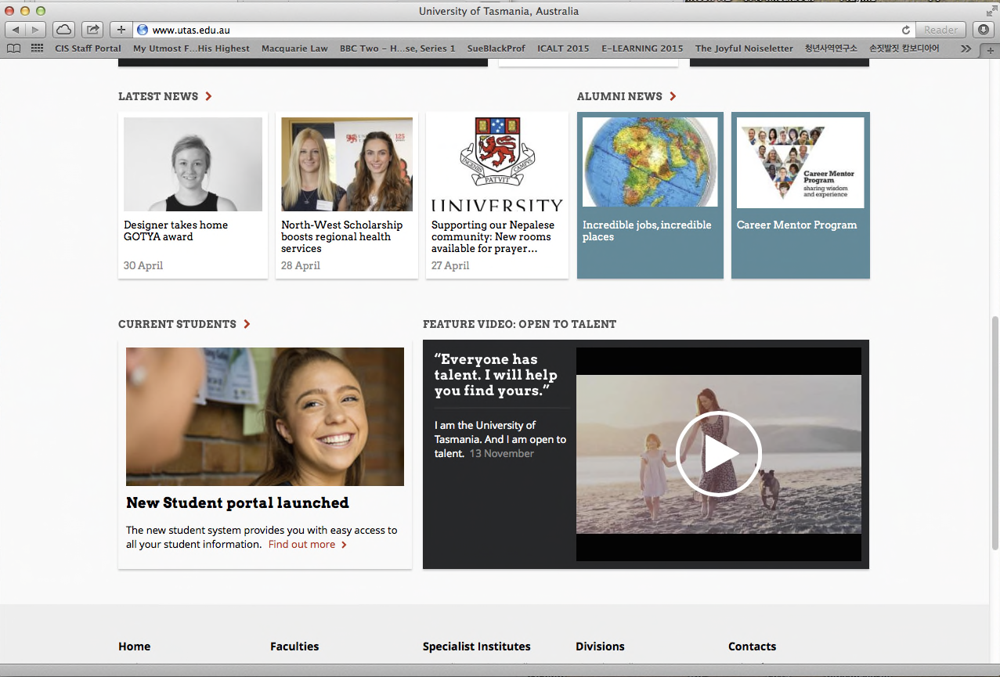 University of Tasmania, Australia
www.utas.edu.au
Reader
CIS Staff Portal
My Utmost F...His Highest
Macquarie Law
BBC Two – H...se, Series 1
SueBlackProf
ICALT 2015
E-LEARNING 2015
The Joyful Noiseletter
청년사역연구소
손짓발짓 캄보디아어
LATEST NEWS
Designer takes home
GOTYA award
30 April
125
YEARS
North-West Scholarship
boosts regional health
services
28 April
INGENIIS PATVIT CAMPVS
UNIVERSITY
Supporting our Nepalese
community: New rooms
available for prayer...
27 April
ALUMNI NEWS
Incredible jobs, incredible
places
Career Mentor
Program
sharing wisdom
and experience
Career Mentor Program
CURRENT STUDENTS
New Student portal launched
The new student system provides you with easy access to
all your student information. Find out more
FEATURE VIDEO: OPEN TO TALENT
“Everyone has
talent. I will help
you find yours.”
I am the University of
Tasmania. And I am open to
talent. 13 November
Home
Faculties
Specialist Institutes
Divisions
Contacts